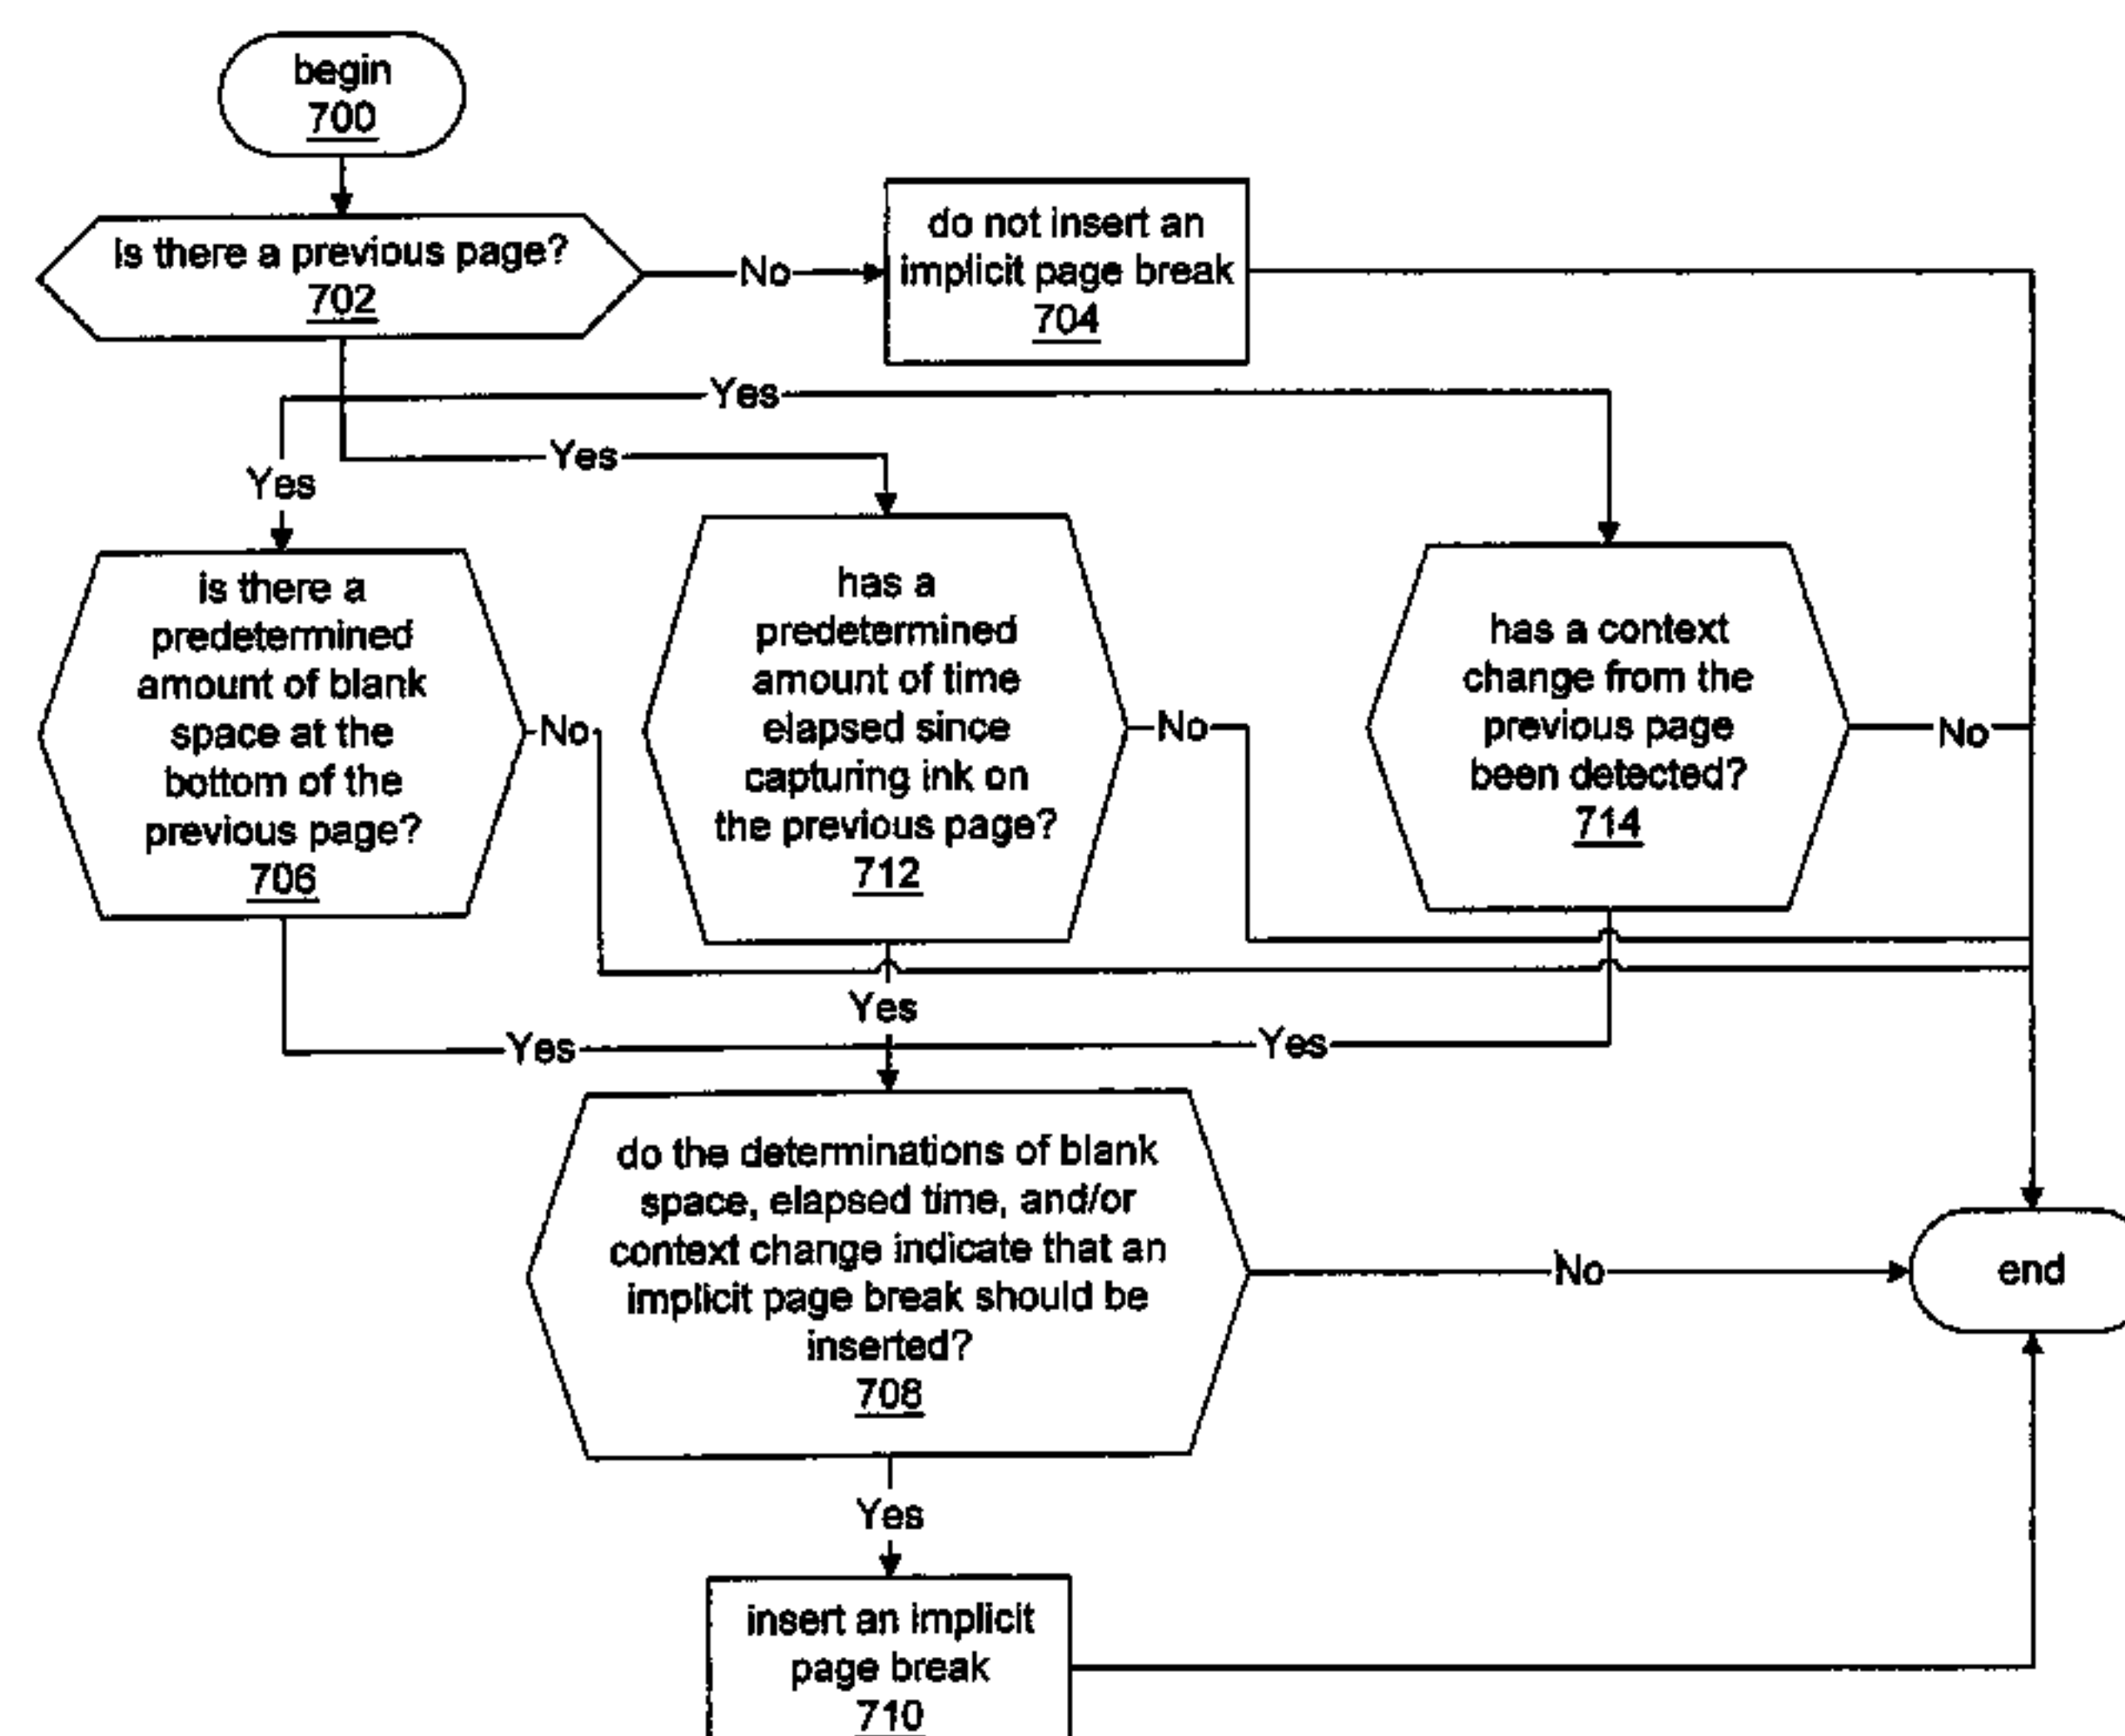 begin
700
is there a previous page?
702
No
do not insert an
implicit page break
704
Yes
Yes
Yes
is there a
predetermined
amount of blank
space at the
bottom of the
previous page?
706
No
has a
predetermined
amount of time
elapsed since
capturing ink on
the previous page?
712
No
has a context
change from the
previous page
been detected?
714
No
Yes
Yes
Yes
do the determinations of blank
space, elapsed time, and/or
context change indicate that an
implicit page break should be
inserted?
708
No
end
Yes
insert an implicit
page break
710